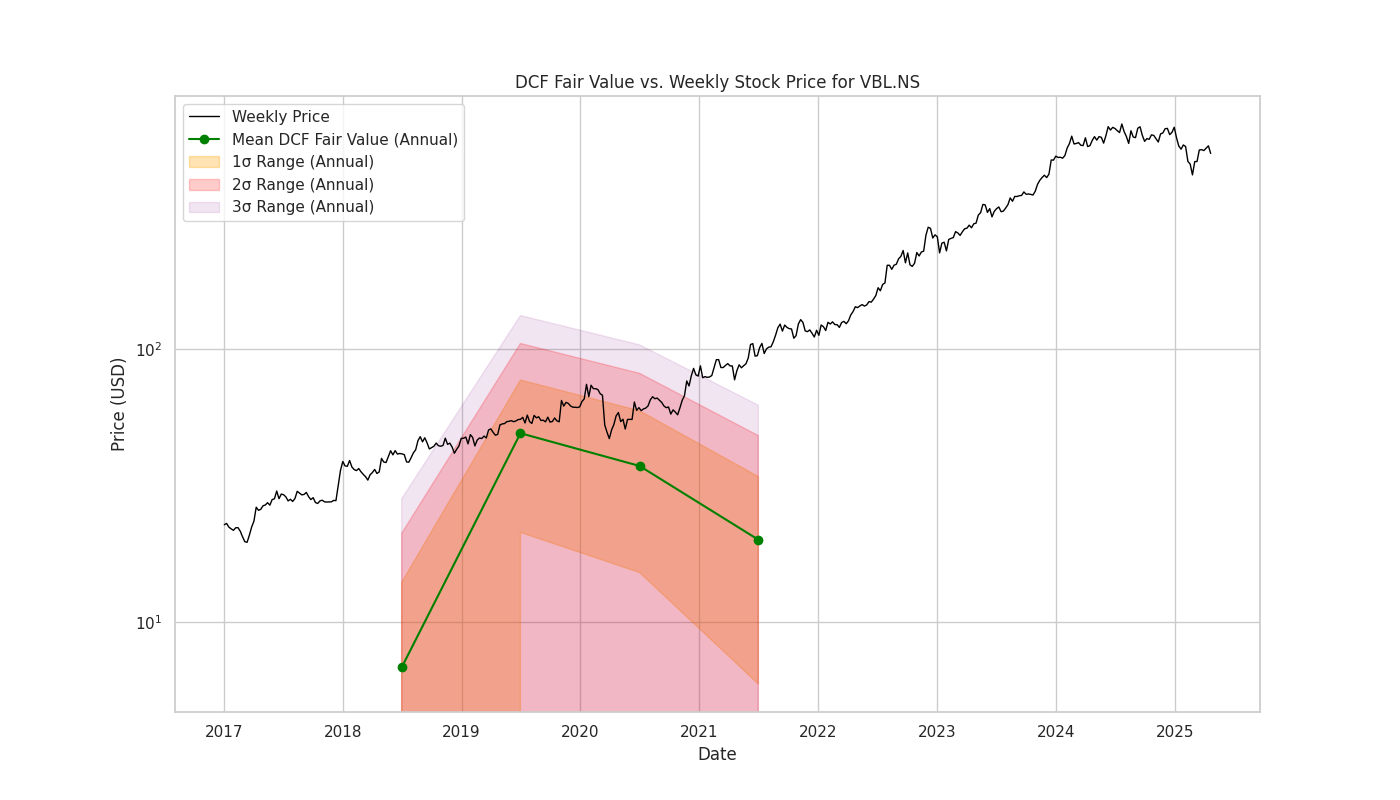 DCF Fair Value vs. Weekly Stock Price for VBL.NS
Weekly Price
Mean DCF Fair Value (Annual)
1σ Range (Annual)
2σ Range (Annual)
3σ Range (Annual)
Price (USD)
10²
10¹
2017 2018 2019 2020 2021 2022 2023 2024 2025
Date